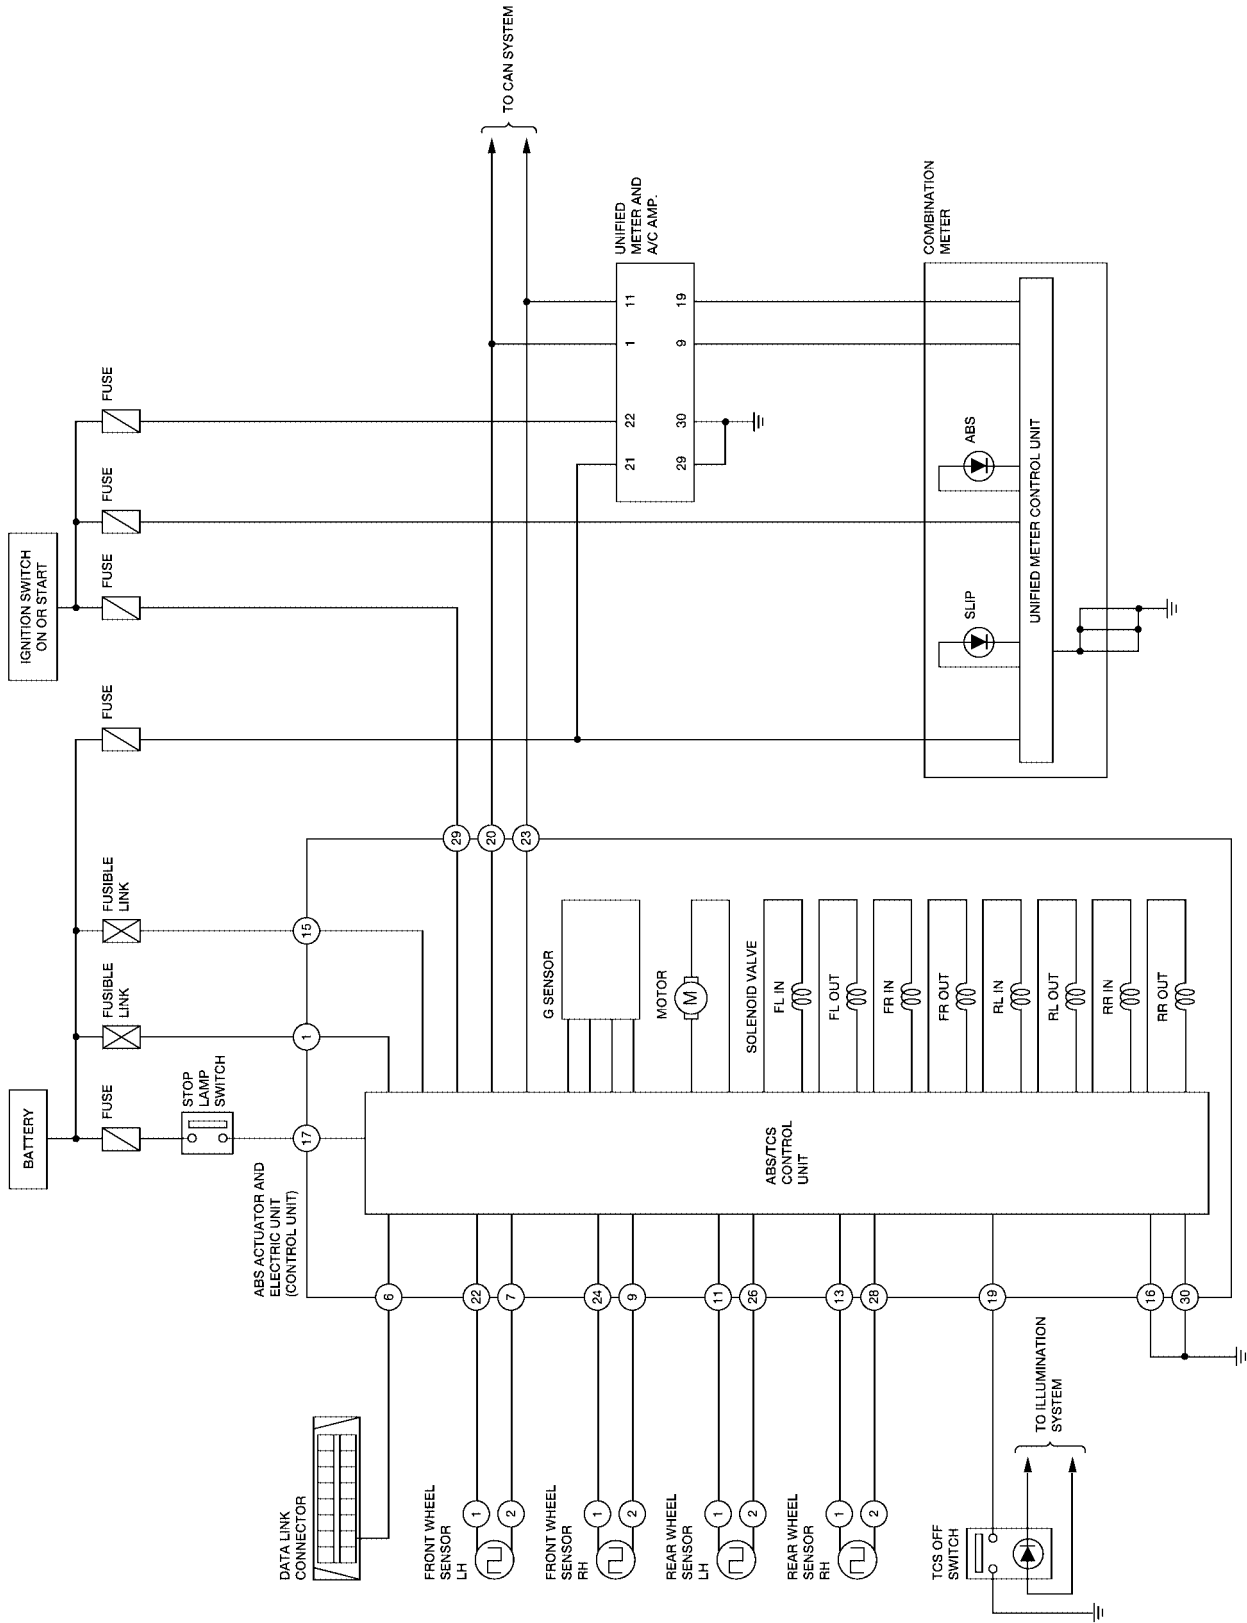 BATTERY
IGNITION SWITCH
ON OR START
FUSE
FUSIBLE
LINK
FUSIBLE
LINK
FUSE
FUSE
FUSE
FUSE
STOP
LAMP
SWITCH
TO CAN SYSTEM
ABS ACTUATOR AND
ELECTRIC UNIT
(CONTROL UNIT)
17
1
15
29
20
23
UNIFIED
METER AND
A/C AMP.
21
22
1
11
29
30
9
19
DATA LINK
CONNECTOR
6
FRONT WHEEL
SENSOR
LH
1
2
22
7
FRONT WHEEL
SENSOR
RH
1
2
24
9
REAR WHEEL
SENSOR
LH
1
2
11
26
REAR WHEEL
SENSOR
RH
1
2
13
28
ABS/TCS
CONTROL
UNIT
G SENSOR
MOTOR
M
SOLENOID VALVE
FL IN
FL OUT
FR IN
FR OUT
RL IN
RL OUT
RR IN
RR OUT
COMBINATION
METER
SLIP
ABS
UNIFIED METER CONTROL UNIT
TCS OFF
SWITCH
19
TO ILLUMINATION
SYSTEM
16
30